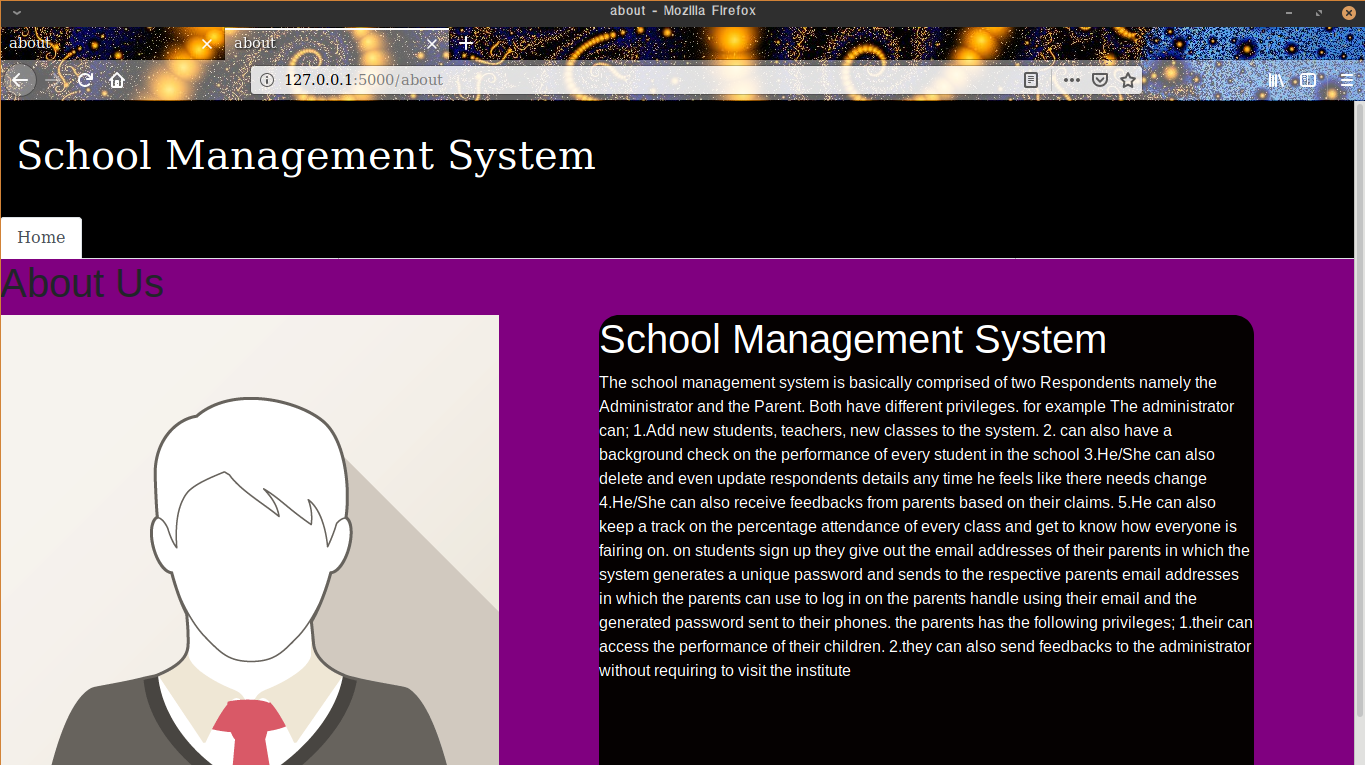 about - Mozilla Firefox
about
about
127.0.0.1:5000/about
School Management System
Home
About Us
School Management System
The school management system is basically comprised of two Respondents namely the
Administrator and the Parent. Both have different privileges. for example The administrator
can; 1.Add new students, teachers, new classes to the system. 2. can also have a
background check on the performance of every student in the school 3.He/She can also
delete and even update respondents details any time he feels like there needs change
4.He/She can also receive feedbacks from parents based on their claims. 5.He can also
keep a track on the percentage attendance of every class and get to know how everyone is
fairing on. on students sign up they give out the email addresses of their parents in which the
system generates a unique password and sends to the respective parents email addresses
in which the parents can use to log in on the parents handle using their email and the
generated password sent to their phones. the parents has the following privileges; 1.their can
access the performance of their children. 2.they can also send feedbacks to the administrator
without requiring to visit the institute